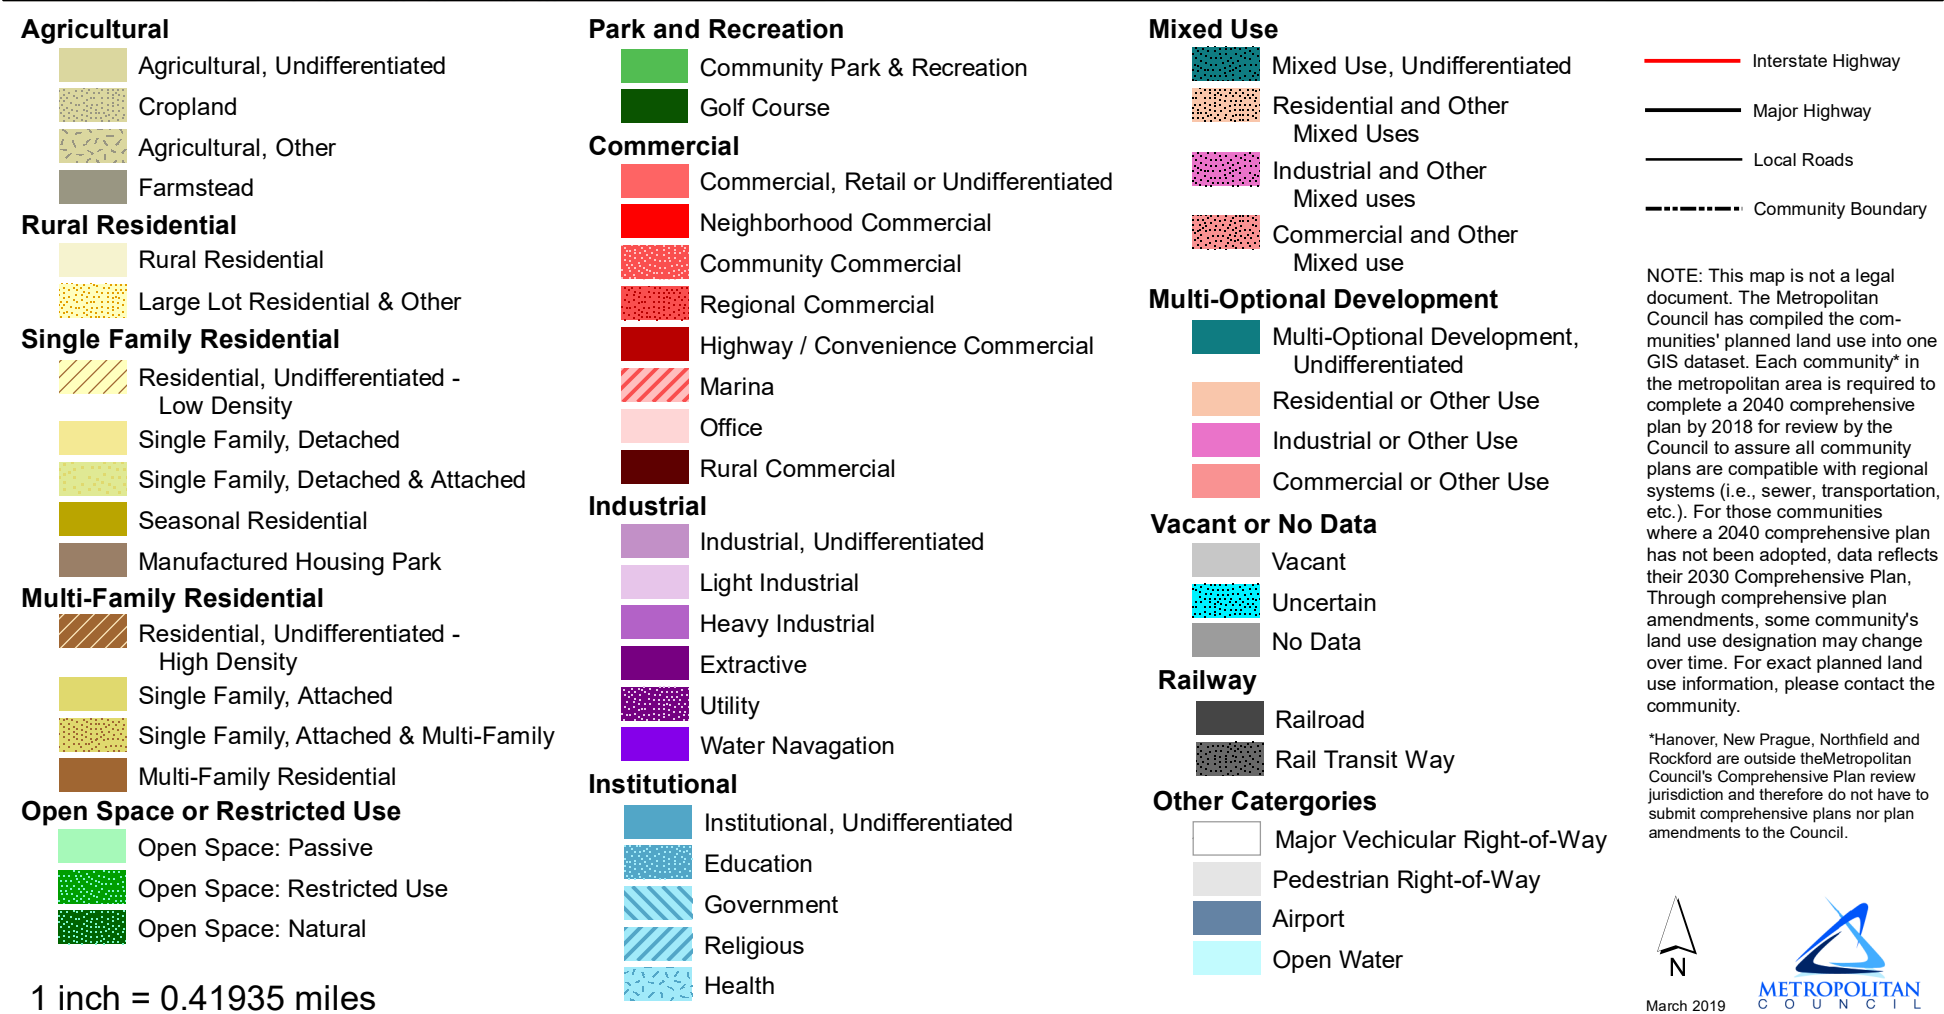 Agricultural
Agricultural, Undifferentiated
Cropland
Agricultural, Other
Farmstead
Rural Residential
Rural Residential
Large Lot Residential & Other
Single Family Residential
Residential, Undifferentiated -
Low Density
Single Family, Detached
Single Family, Detached & Attached
Seasonal Residential
Manufactured Housing Park
Multi-Family Residential
Residential, Undifferentiated -
High Density
Single Family, Attached
Single Family, Attached & Multi-Family
Multi-Family Residential
Open Space or Restricted Use
Open Space: Passive
Open Space: Restricted Use
Open Space: Natural
1 inch = 0.41935 miles
Park and Recreation
Community Park & Recreation
Golf Course
Commercial
Commercial, Retail or Undifferentiated
Neighborhood Commercial
Community Commercial
Regional Commercial
Highway / Convenience Commercial
Marina
Office
Rural Commercial
Industrial
Industrial, Undifferentiated
Light Industrial
Heavy Industrial
Extractive
Utility
Water Navagation
Institutional
Institutional, Undifferentiated
Education
Government
Religious
Health
Mixed Use
Mixed Use, Undifferentiated
Residential and Other
Mixed Uses
Industrial and Other
Mixed uses
Commercial and Other
Mixed use
Multi-Optional Development
Multi-Optional Development,
Undifferentiated
Residential or Other Use
Industrial or Other Use
Commercial or Other Use
Vacant or No Data
Vacant
Uncertain
No Data
Railway
Railroad
Rail Transit Way
Other Catergories
Major Vechicular Right-of-Way
Pedestrian Right-of-Way
Airport
Open Water
Interstate Highway
Major Highway
Local Roads
Community Boundary
NOTE: This map is not a legal
document. The Metropolitan
Council has compiled the com-
munities' planned land use into one
GIS dataset. Each community* in
the metropolitan area is required to
complete a 2040 comprehensive
plan by 2018 for review by the
Council to assure all community
plans are compatible with regional
systems (i.e., sewer, transportation,
etc.). For those communities
where a 2040 comprehensive plan
has not been adopted, data reflects
their 2030 Comprehensive Plan,
Through comprehensive plan
amendments, some community's
land use designation may change
over time. For exact planned land
use information, please contact the
community.
*Hanover, New Prague, Northfield and
Rockford are outside theMetropolitan
Council's Comprehensive Plan review
jurisdiction and therefore do not have to
submit comprehensive plans nor plan
amendments to the Council.
N
March 2019
METROPOLITAN
COUNCIL